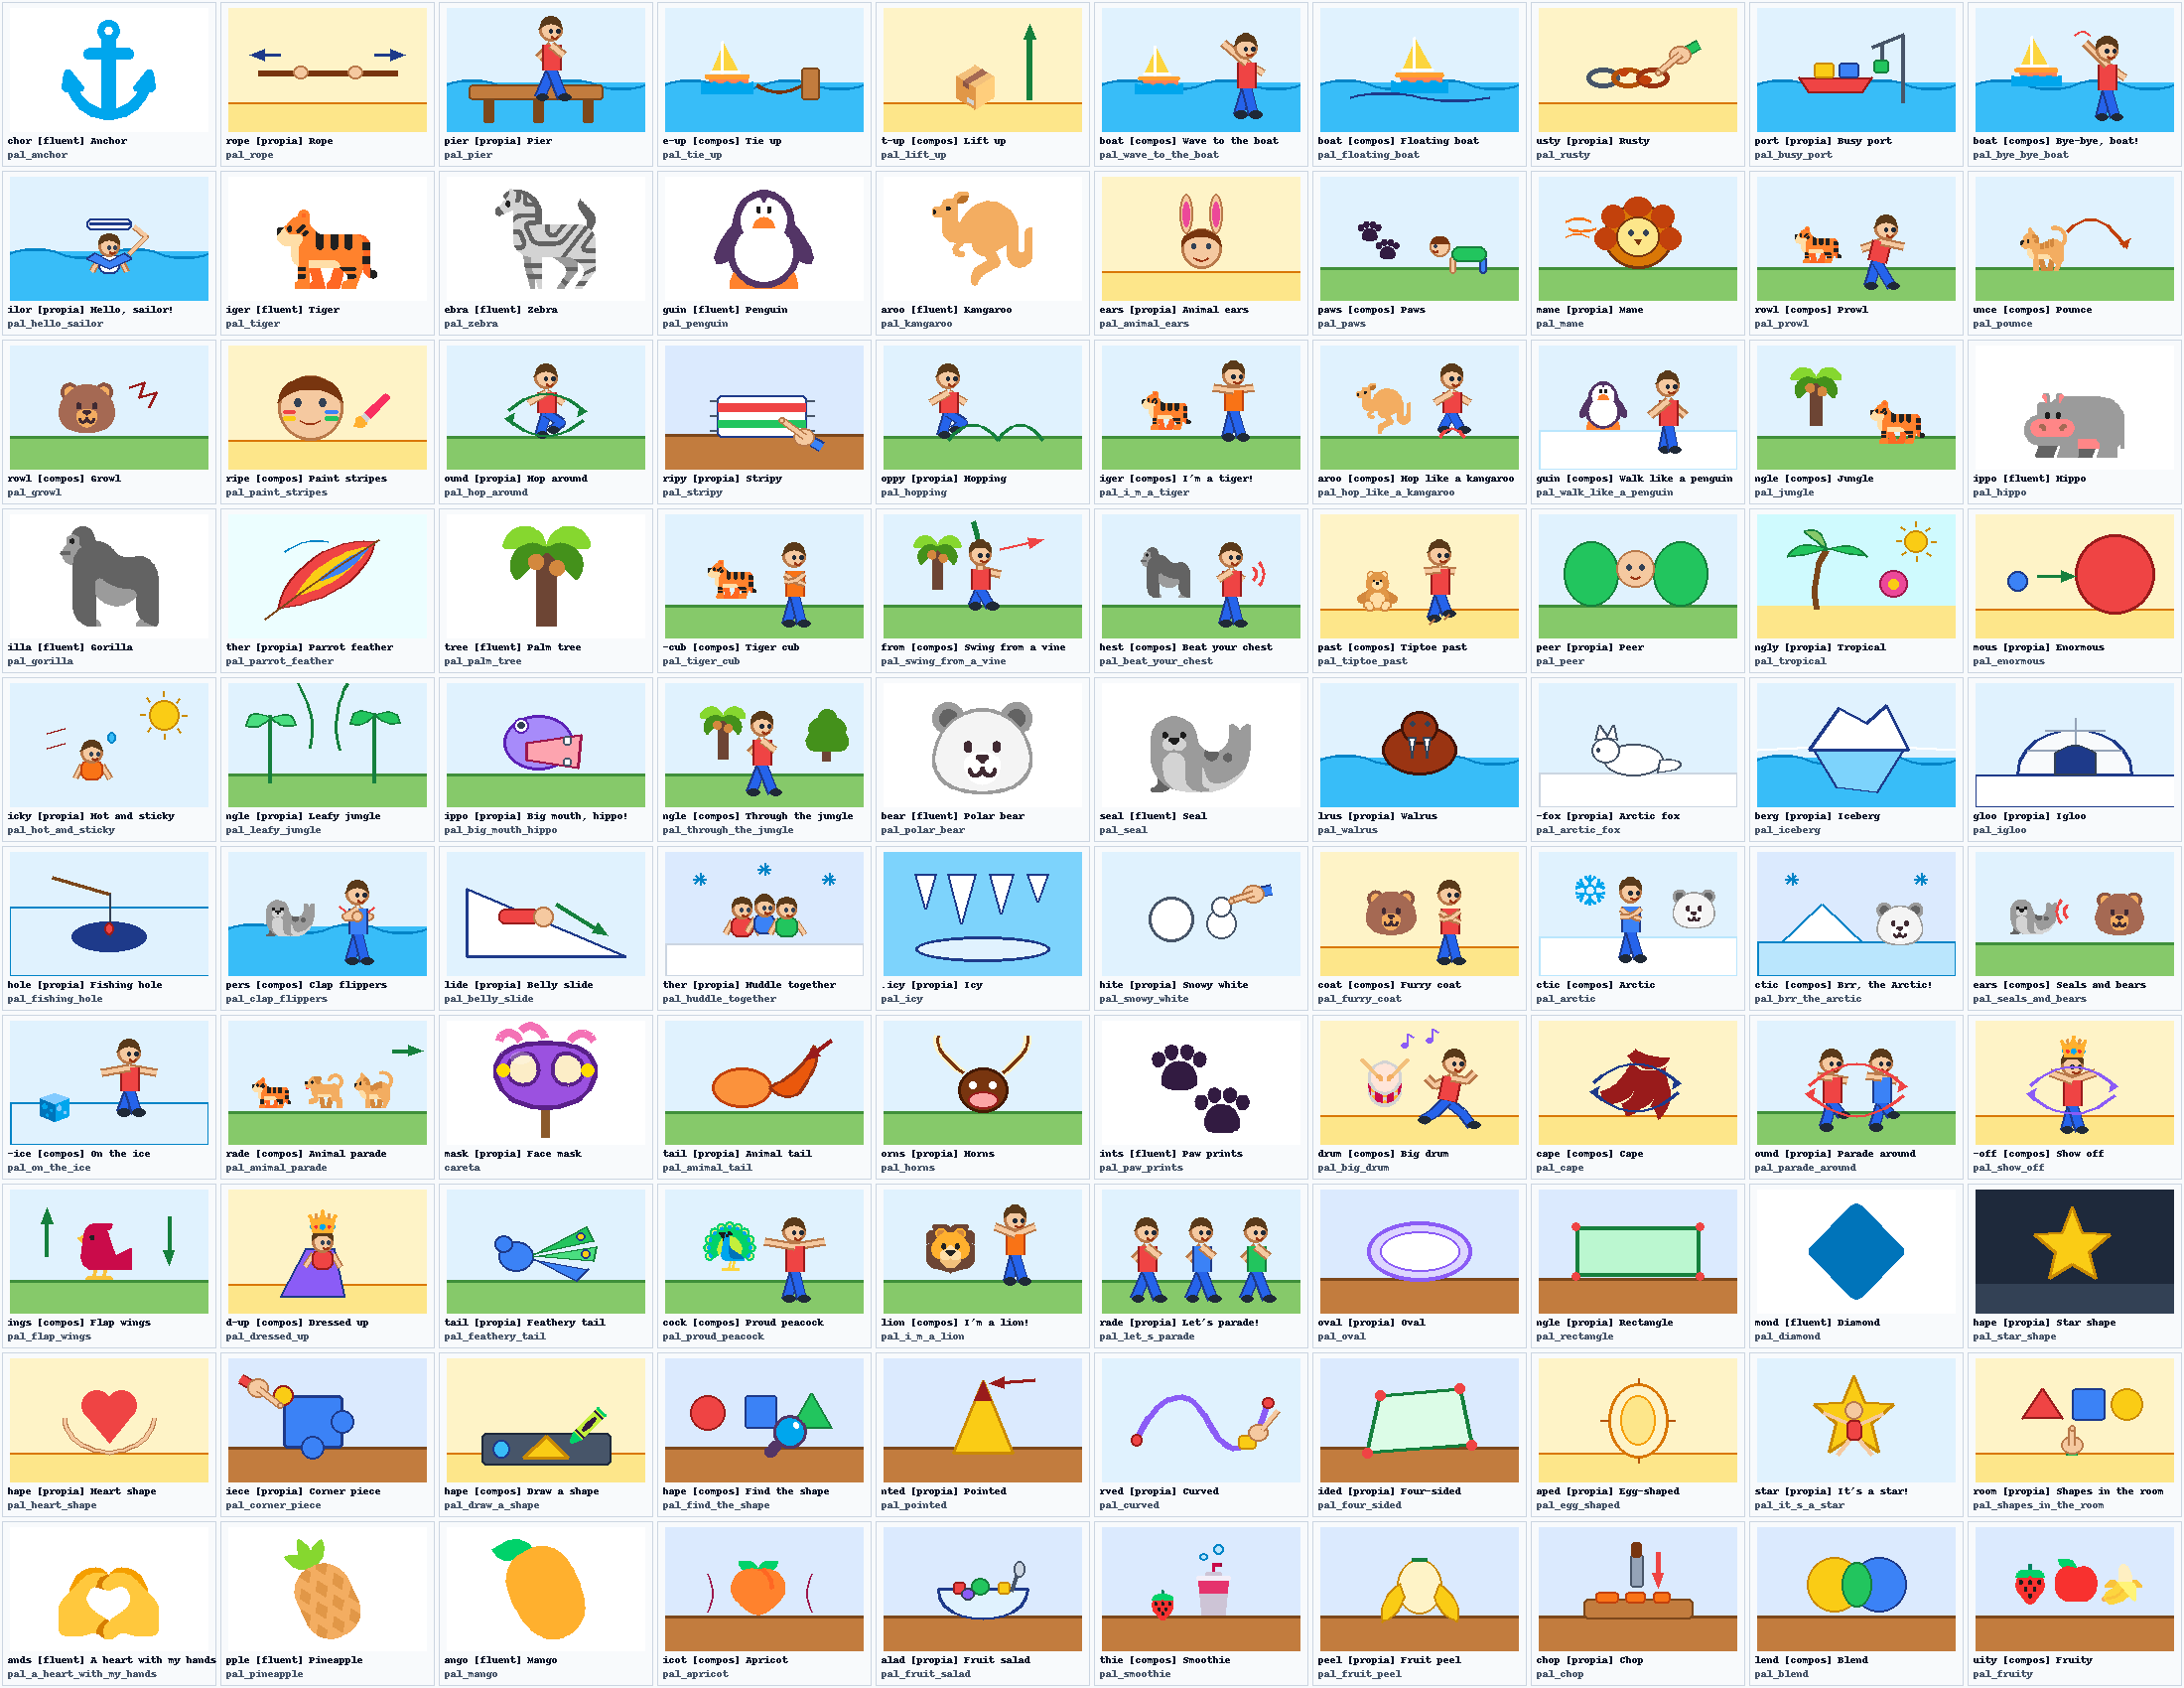 chor [fluent] Anchor
pal_anchor
rope [propia] Rope
pal_rope
pier [propia] Pier
pal_pier
e-up [compos] Tie up
pal_tie_up
t-up [compos] Lift up
pal_lift_up
boat [compos] Wave to the boat
pal_wave_to_the_boat
boat [compos] Floating boat
pal_floating_boat
usty [propia] Rusty
pal_rusty
port [propia] Busy port
pal_busy_port
boat [compos] Bye-bye, boat!
pal_bye_bye_boat
ilor [propia] Hello, sailor!
pal_hello_sailor
iger [fluent] Tiger
pal_tiger
ebra [fluent] Zebra
pal_zebra
guin [fluent] Penguin
pal_penguin
aroo [fluent] Kangaroo
pal_kangaroo
ears [propia] Animal ears
pal_animal_ears
paws [compos] Paws
pal_paws
mane [propia] Mane
pal_mane
rowl [compos] Prowl
pal_prowl
unce [compos] Pounce
pal_pounce
rowl [compos] Growl
pal_growl
ripe [compos] Paint stripes
pal_paint_stripes
ound [propia] Hop around
pal_hop_around
ripy [propia] Stripy
pal_stripy
oppy [propia] Hopping
pal_hopping
iger [compos] I'm a tiger!
pal_i_m_a_tiger
aroo [compos] Hop like a kangaroo
pal_hop_like_a_kangaroo
guin [compos] Walk like a penguin
pal_walk_like_a_penguin
ngle [compos] Jungle
pal_jungle
ippo [fluent] Hippo
pal_hippo
illa [fluent] Gorilla
pal_gorilla
ther [propia] Parrot feather
pal_parrot_feather
tree [fluent] Palm tree
pal_palm_tree
-cub [compos] Tiger cub
pal_tiger_cub
from [compos] Swing from a vine
pal_swing_from_a_vine
hest [compos] Beat your chest
pal_beat_your_chest
past [compos] Tiptoe past
pal_tiptoe_past
peer [propia] Peer
pal_peer
ngly [propia] Tropical
pal_tropical
mous [propia] Enormous
pal_enormous
icky [propia] Hot and sticky
pal_hot_and_sticky
ngle [propia] Leafy jungle
pal_leafy_jungle
ippo [propia] Big mouth, hippo!
pal_big_mouth_hippo
ngle [compos] Through the jungle
pal_through_the_jungle
bear [fluent] Polar bear
pal_polar_bear
seal [fluent] Seal
pal_seal
lrus [propia] Walrus
pal_walrus
-fox [propia] Arctic fox
pal_arctic_fox
berg [propia] Iceberg
pal_iceberg
gloo [propia] Igloo
pal_igloo
hole [propia] Fishing hole
pal_fishing_hole
pers [compos] Clap flippers
pal_clap_flippers
lide [propia] Belly slide
pal_belly_slide
ther [propia] Huddle together
pal_huddle_together
.icy [propia] Icy
pal_icy
hite [propia] Snowy white
pal_snowy_white
coat [compos] Furry coat
pal_furry_coat
ctic [compos] Arctic
pal_arctic
ctic [compos] Brr, the Arctic!
pal_brr_the_arctic
ears [compos] Seals and bears
pal_seals_and_bears
-ice [compos] On the ice
pal_on_the_ice
rade [compos] Animal parade
pal_animal_parade
mask [propia] Face mask
careta
tail [propia] Animal tail
pal_animal_tail
orns [propia] Horns
pal_horns
ints [fluent] Paw prints
pal_paw_prints
drum [compos] Big drum
pal_big_drum
cape [compos] Cape
pal_cape
ound [propia] Parade around
pal_parade_around
-off [compos] Show off
pal_show_off
ings [compos] Flap wings
pal_flap_wings
d-up [compos] Dressed up
pal_dressed_up
tail [propia] Feathery tail
pal_feathery_tail
cock [compos] Proud peacock
pal_proud_peacock
lion [compos] I'm a lion!
pal_i_m_a_lion
rade [propia] Let's parade!
pal_let_s_parade
oval [propia] Oval
pal_oval
ngle [propia] Rectangle
pal_rectangle
mond [fluent] Diamond
pal_diamond
hape [propia] Star shape
pal_star_shape
hape [propia] Heart shape
pal_heart_shape
iece [propia] Corner piece
pal_corner_piece
hape [compos] Draw a shape
pal_draw_a_shape
hape [compos] Find the shape
pal_find_the_shape
nted [propia] Pointed
pal_pointed
rved [propia] Curved
pal_curved
ided [propia] Four-sided
pal_four_sided
aped [propia] Egg-shaped
pal_egg_shaped
star [propia] It's a star!
pal_it_s_a_star
room [propia] Shapes in the room
pal_shapes_in_the_room
ands [fluent] A heart with my hands
pal_a_heart_with_my_hands
pple [fluent] Pineapple
pal_pineapple
ango [fluent] Mango
pal_mango
icot [compos] Apricot
pal_apricot
alad [propia] Fruit salad
pal_fruit_salad
thie [compos] Smoothie
pal_smoothie
peel [propia] Fruit peel
pal_fruit_peel
chop [propia] Chop
pal_chop
lend [compos] Blend
pal_blend
uity [compos] Fruity
pal_fruity